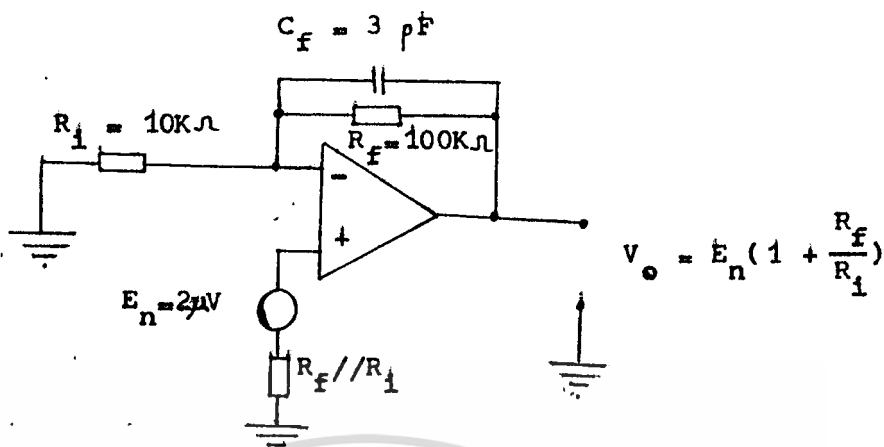 C_f = 3 pF
R_i = 10KΩ
R_f=100KΩ
-
+
V_o = E_n(1 + R_f/R_i)
E_n=2μV
R_f//R_i